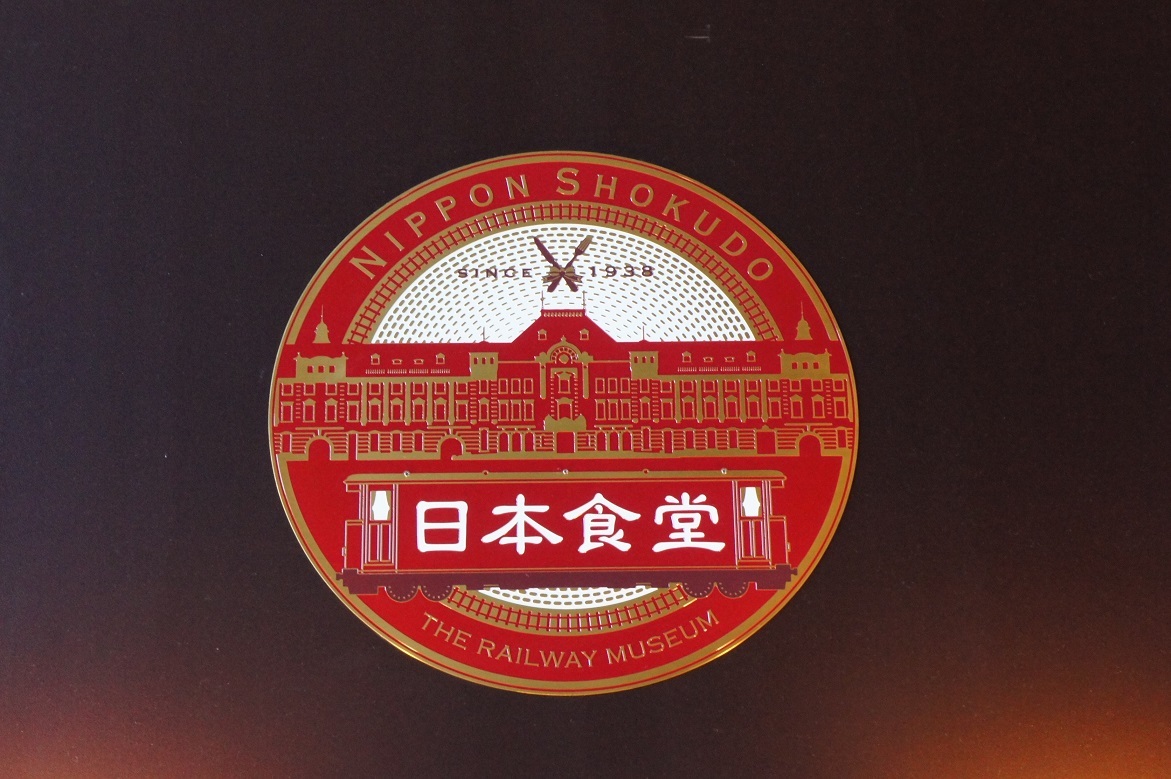 NIPPON SHOKUDO
SINCE 1938
日本食堂
THE RAILWAY MUSEUM